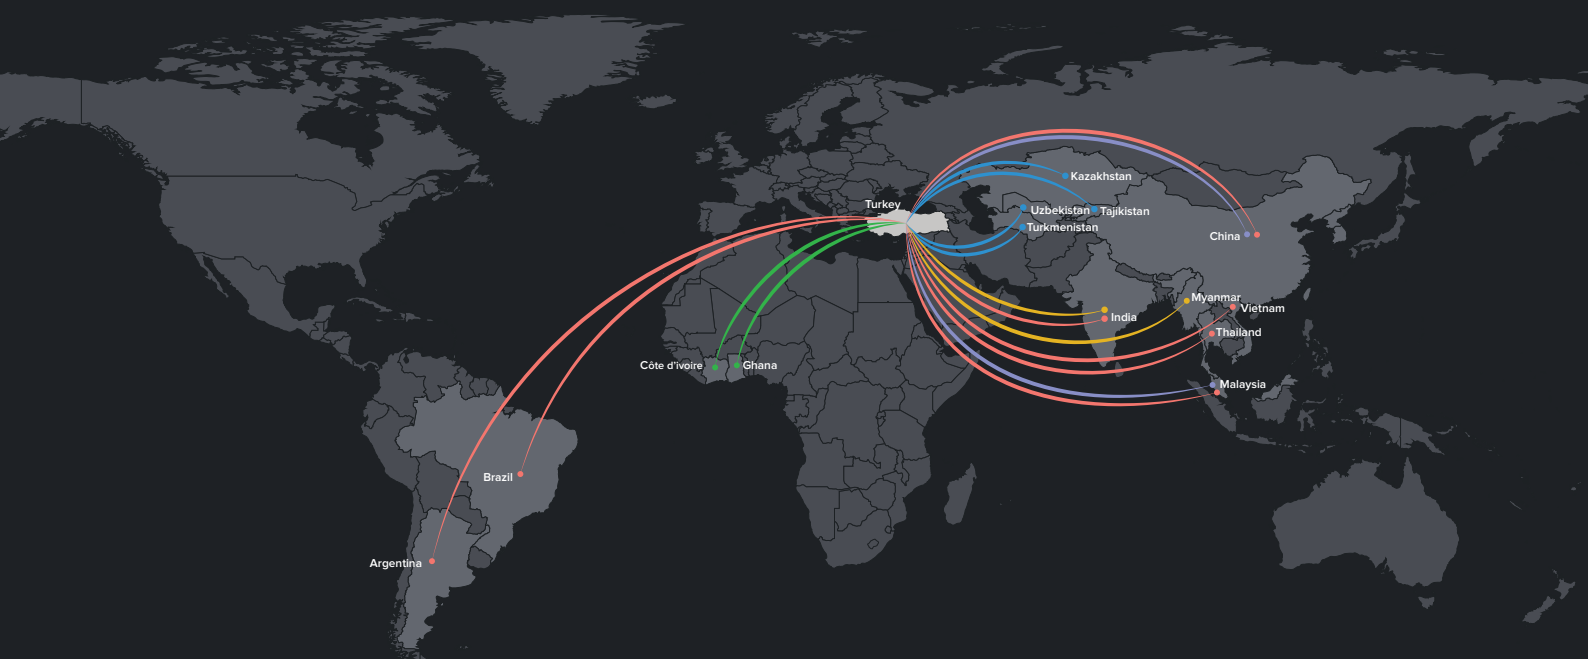 Kazakhstan
Turkey
Uzbekistan
Tajikistan
Turkmenistan
China
Myanmar
Vietnam
India
Thailand
Côte d'ivoire
Ghana
Malaysia
Brazil
Argentina